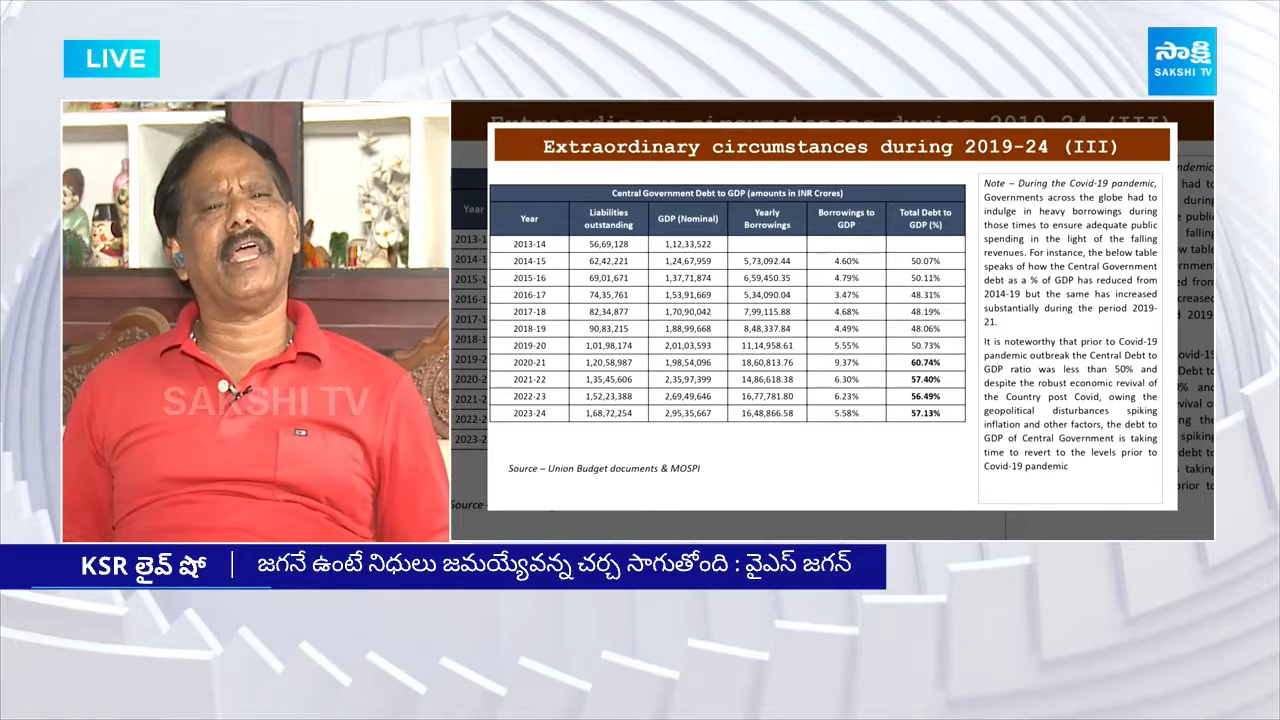 LIVE
సాక్షి
SAKSHI TV
Extraordinary circumstances during 2019-24 (III)
Central Government Debt to GDP (amounts in INR Crores)
Year Liabilities outstanding GDP (Nominal) Yearly Borrowings Borrowings to GDP Total Debt to GDP (%)
2013-14 56,69,128 1,12,33,522
2014-15 62,42,221 1,24,67,959 5,73,092.44 4.60% 50.07%
2015-16 69,01,671 1,37,71,874 6,59,450.35 4.79% 50.11%
2016-17 74,35,761 1,53,91,669 5,34,090.04 3.47% 48.31%
2017-18 82,34,877 1,70,90,042 7,99,115.88 4.68% 48.19%
2018-19 90,83,215 1,88,99,668 8,48,337.84 4.49% 48.06%
2019-20 1,01,98,174 2,01,03,593 11,14,958.61 5.55% 50.73%
2020-21 1,20,58,987 1,98,54,096 18,60,813.76 9.37% 60.74%
2021-22 1,35,45,606 2,35,97,399 14,86,618.38 6.30% 57.40%
2022-23 1,52,23,388 2,69,49,646 16,77,781.80 6.23% 56.49%
2023-24 1,68,72,254 2,95,35,667 16,48,866.58 5.58% 57.13%
Source – Union Budget documents & MOSPI
Note – During the Covid-19 pandemic,
Governments across the globe had to
indulge in heavy borrowings during
those times to ensure adequate public
spending in the light of the falling
revenues. For instance, the below table
speaks of how the Central Government
debt as a % of GDP has reduced from
2014-19 but the same has increased
substantially during the period 2019-
21.
It is noteworthy that prior to Covid-19
pandemic outbreak the Central Debt to
GDP ratio was less than 50% and
despite the robust economic revival of
the Country post Covid, owing the
geopolitical disturbances spiking
inflation and other factors, the debt to
GDP of Central Government is taking
time to revert to the levels prior to
Covid-19 pandemic
SAKSHI TV
KSR లైవ్ షో | జగనే ఉంటే నిధులు జమయ్యేవన్న చర్చ సాగుతోంది : వైఎస్ జగన్